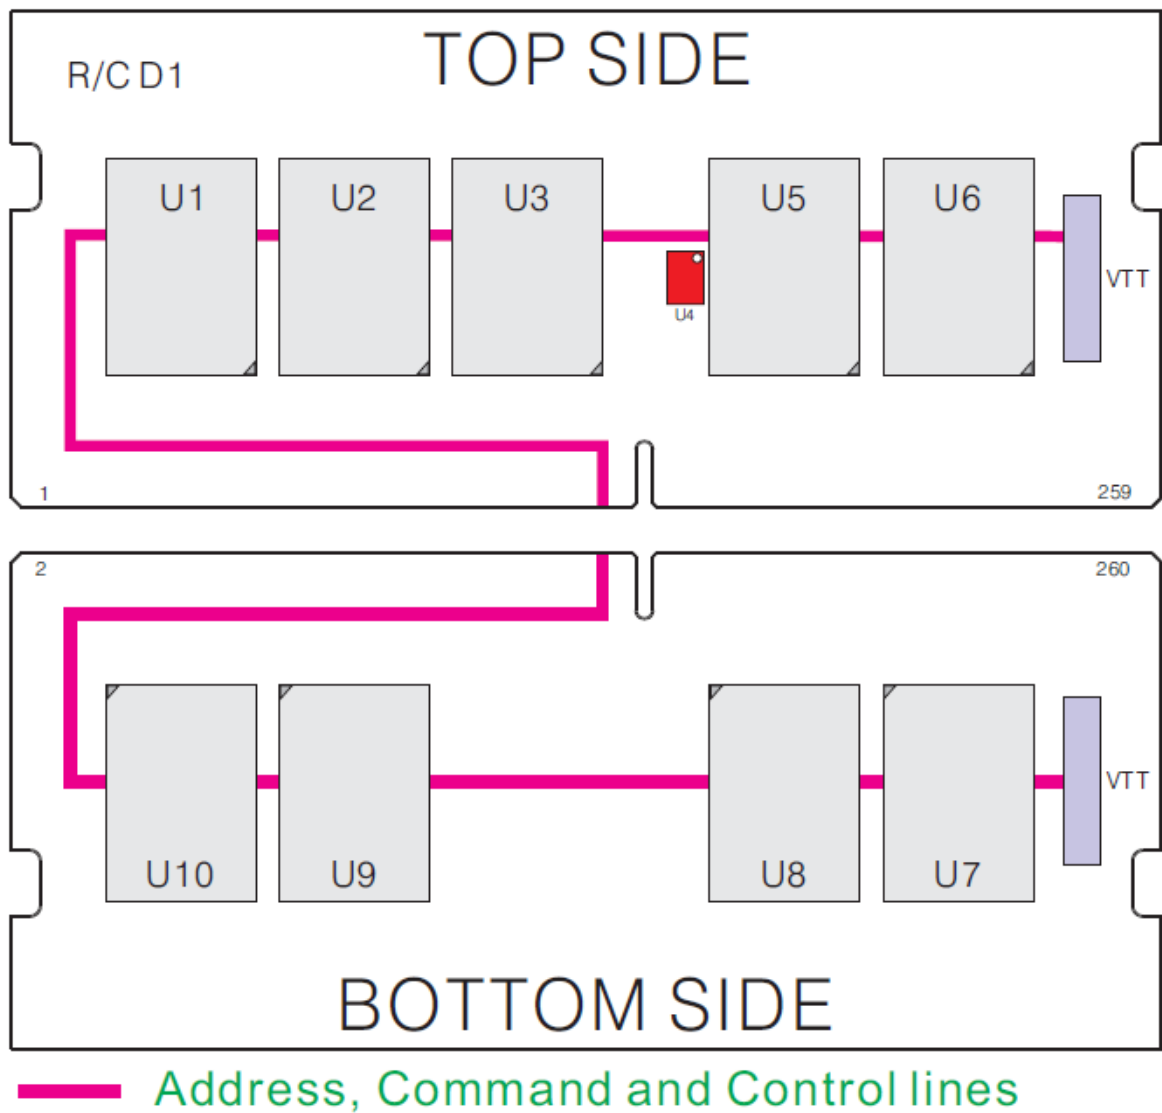 TOP SIDE
R/C D1
U1 U2 U3 U5 U6
VTT
U4
1 259
2 260
VTT
U10 U9 U8 U7
BOTTOM SIDE
Address, Command and Control lines